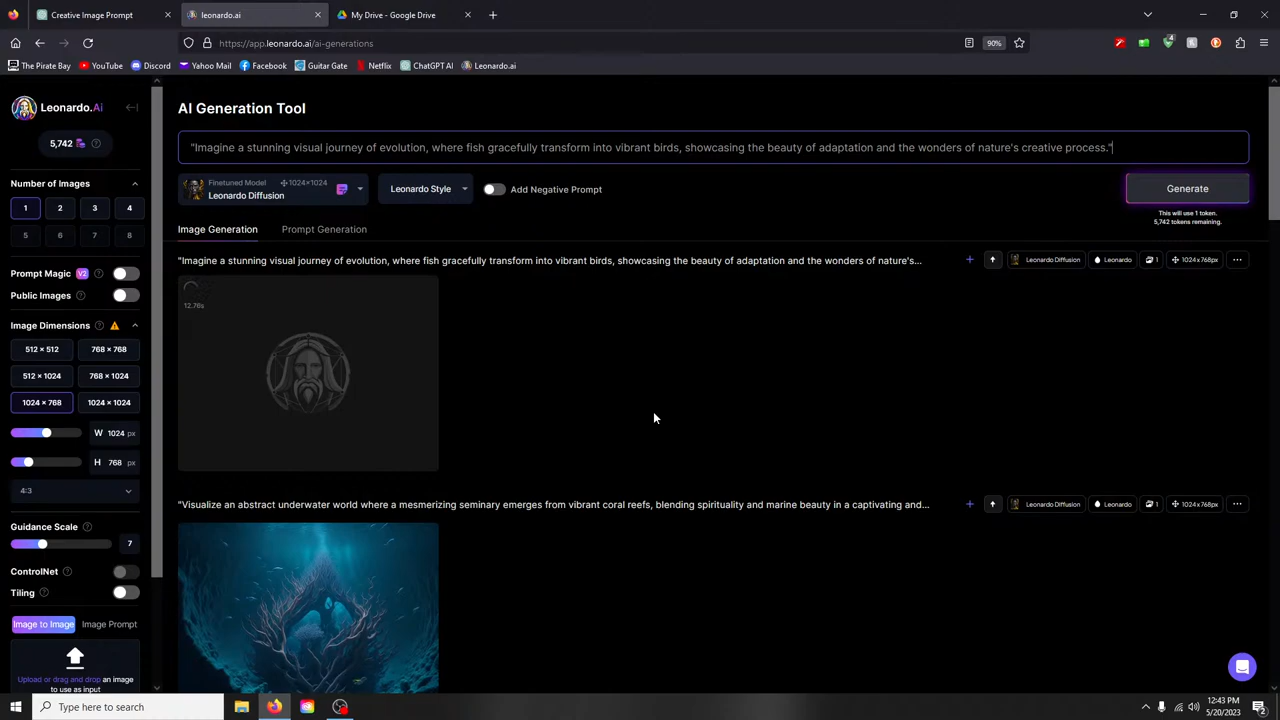 Creative Image Prompt
leonardo.ai
My Drive - Google Drive
https://app.leonardo.ai/ai-generations
90%
The Pirate Bay
YouTube
Discord
Yahoo Mail
Facebook
Guitar Gate
Netflix
ChatGPT AI
Leonardo.ai
Leonardo.Ai
5,742
Number of Images
1 2 3 4
5 6 7 8
Prompt Magic V2
Public Images
Image Dimensions
512 × 512 768 × 768
512 × 1024 768 × 1024
1024 × 768 1024 × 1024
W 1024 px
H 768 px
4:3
Guidance Scale
7
ControlNet
Tiling
Image to Image Image Prompt
Upload or drag and drop an image
to use as input
AI Generation Tool
"Imagine a stunning visual journey of evolution, where fish gracefully transform into vibrant birds, showcasing the beauty of adaptation and the wonders of nature's creative process."
Finetuned Model 1024×1024
Leonardo Diffusion
Leonardo Style
Add Negative Prompt
Generate
This will use 1 token.
5,742 tokens remaining.
Image Generation Prompt Generation
"Imagine a stunning visual journey of evolution, where fish gracefully transform into vibrant birds, showcasing the beauty of adaptation and the wonders of nature's...
Leonardo Diffusion Leonardo 1 1024x768px
12.76s
"Visualize an abstract underwater world where a mesmerizing seminary emerges from vibrant coral reefs, blending spirituality and marine beauty in a captivating and...
Leonardo Diffusion Leonardo 1 1024x768px
Type here to search
12:43 PM
5/20/2023
2